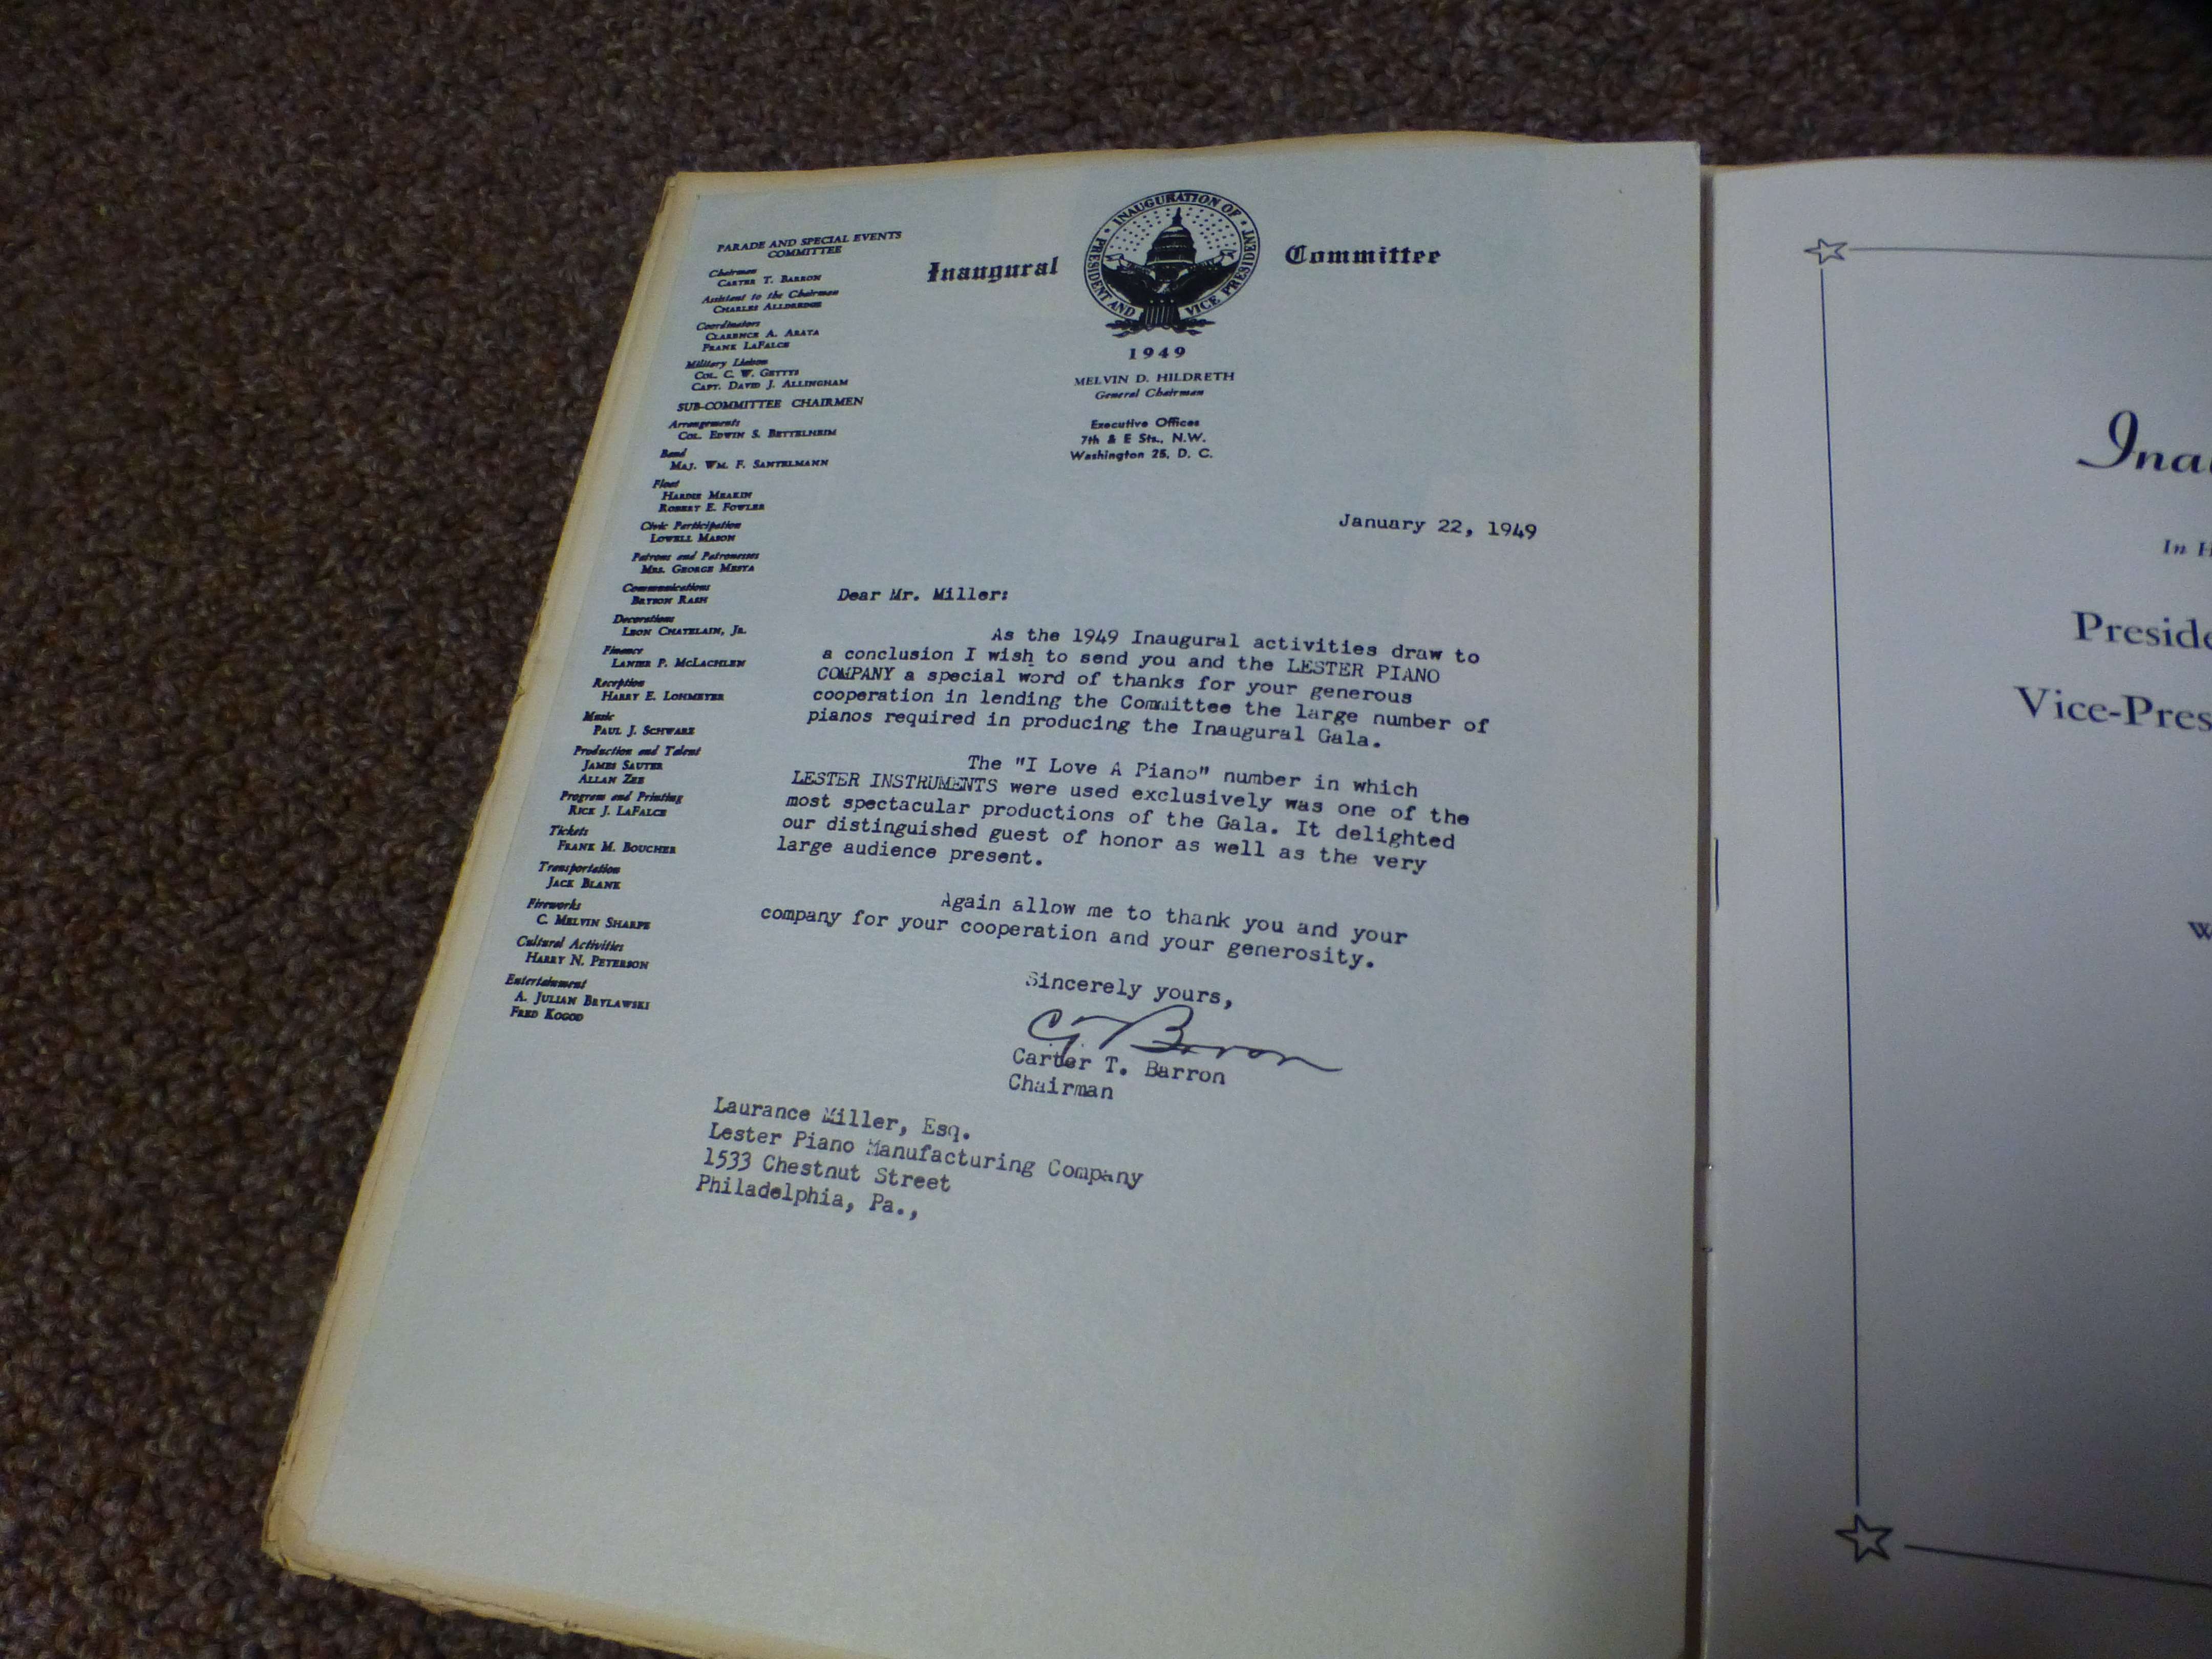 PARADE AND SPECIAL EVENTS
COMMITTEE
Chairman
CARTER T. BARRON
Assistant to the Chairman
CHARLES ALLDREDGE
Coordinators
CLARENCE A. ARATA
FRANK LAFALCE
Military Liaison
COL. C. W. GETTYS
CAPT. DAVID J. ALLINGHAM
SUB-COMMITTEE CHAIRMEN
Arrangements
COL. EDWIN S. BETTELHEIM
Band
MAJ. WM. F. SANTELMANN
Float
HARDIE MEAKIN
ROBERT E. FOWLER
Civic Participation
LOWELL MASON
Patrons and Patronesses
MRS. GEORGE MESTA
Communications
BRYSON RASH
Decorations
LEON CHATELAIN, JR.
Finance
LANIER P. MCLACHLEN
Reception
HARRY E. LOHMEYER
Music
PAUL J. SCHWARZ
Production and Talent
JAMES SAUTER
ALLAN ZEE
Program and Printing
RICK J. LAFALCE
Tickets
FRANK M. BOUCHER
Transportation
JACK BLANK
Fireworks
C. MELVIN SHARPE
Cultural Activities
HARRY N. PETERSON
Entertainment
A. JULIAN BRYLAWSKI
FRED KOGOD
Inaugural Committee
INAUGURATION OF PRESIDENT AND VICE PRESIDENT
1949
MELVIN D. HILDRETH
General Chairman
Executive Offices
7th & E Sts., N.W.
Washington 25, D. C.
January 22, 1949
Dear Mr. Miller:
As the 1949 Inaugural activities draw to
a conclusion I wish to send you and the LESTER PIANO
COMPANY a special word of thanks for your generous
cooperation in lending the Committee the large number of
pianos required in producing the Inaugural Gala.
The "I Love A Piano" number in which
LESTER INSTRUMENTS were used exclusively was one of the
most spectacular productions of the Gala. It delighted
our distinguished guest of honor as well as the very
large audience present.
Again allow me to thank you and your
company for your cooperation and your generosity.
Sincerely yours,
CT Barron
Carter T. Barron
Chairman
Laurance Miller, Esq.
Lester Piano Manufacturing Company
1533 Chestnut Street
Philadelphia, Pa.,
Ina
In H
Preside
Vice-Pres
W